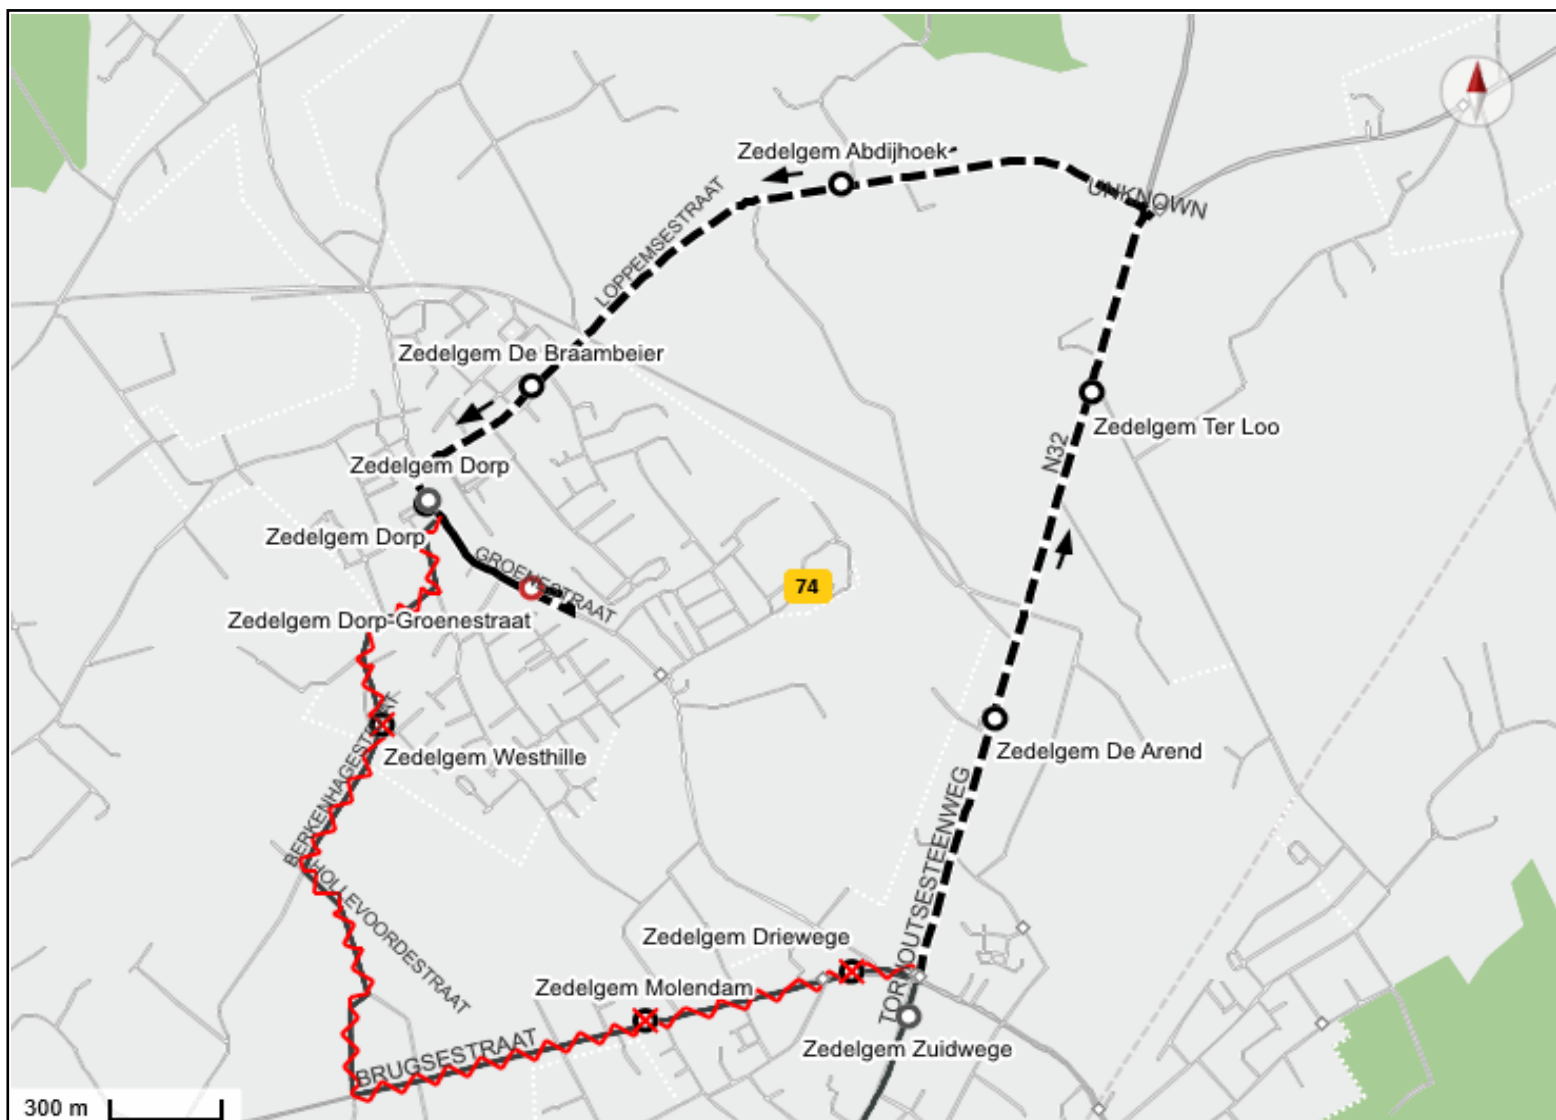 Zedelgem Abdijhoek
UNKNOWN
LOPPEMSESTRAAT
Zedelgem De Braambeier
Zedelgem Ter Loo
N32
Zedelgem Dorp
Zedelgem Dorp
GROENESTRAAT
74
Zedelgem Dorp-Groenestraat
BERKENHAGESTRAAT
Zedelgem Westhille
Zedelgem De Arend
TORHOUTSESTEENWEG
HOLLEVOORDESTRAAT
Zedelgem Driewege
Zedelgem Molendam
BRUGSESTRAAT
Zedelgem Zuidwege
300 m